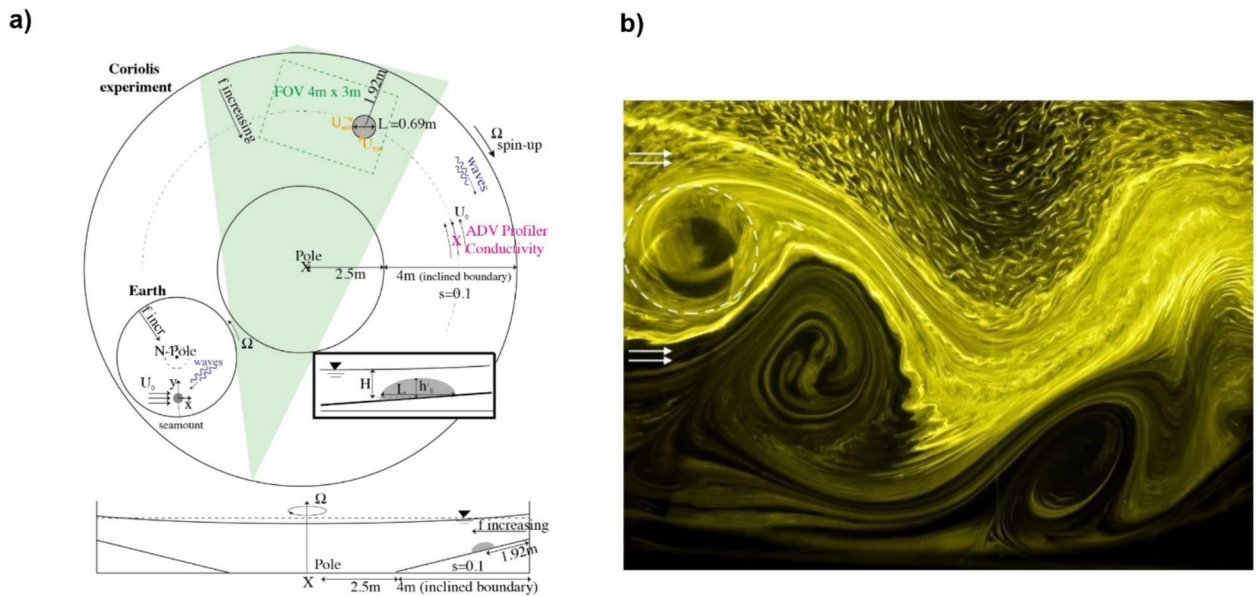 a)
b)
Coriolis
experiment
f increasing
FOV 4m x 3m
1.92m
L =0.69m
Ω
spin-up
waves
U₀
X ADV Profiler
Conductivity
Pole
X
2.5m
4m (inclined boundary)
s=0.1
Earth
f incr.
Ω
N-Pole
waves
U₀
y
x
seamount
H
L
Ω
f increasing
1.92m
Pole
s=0.1
X
2.5m
4m (inclined boundary)